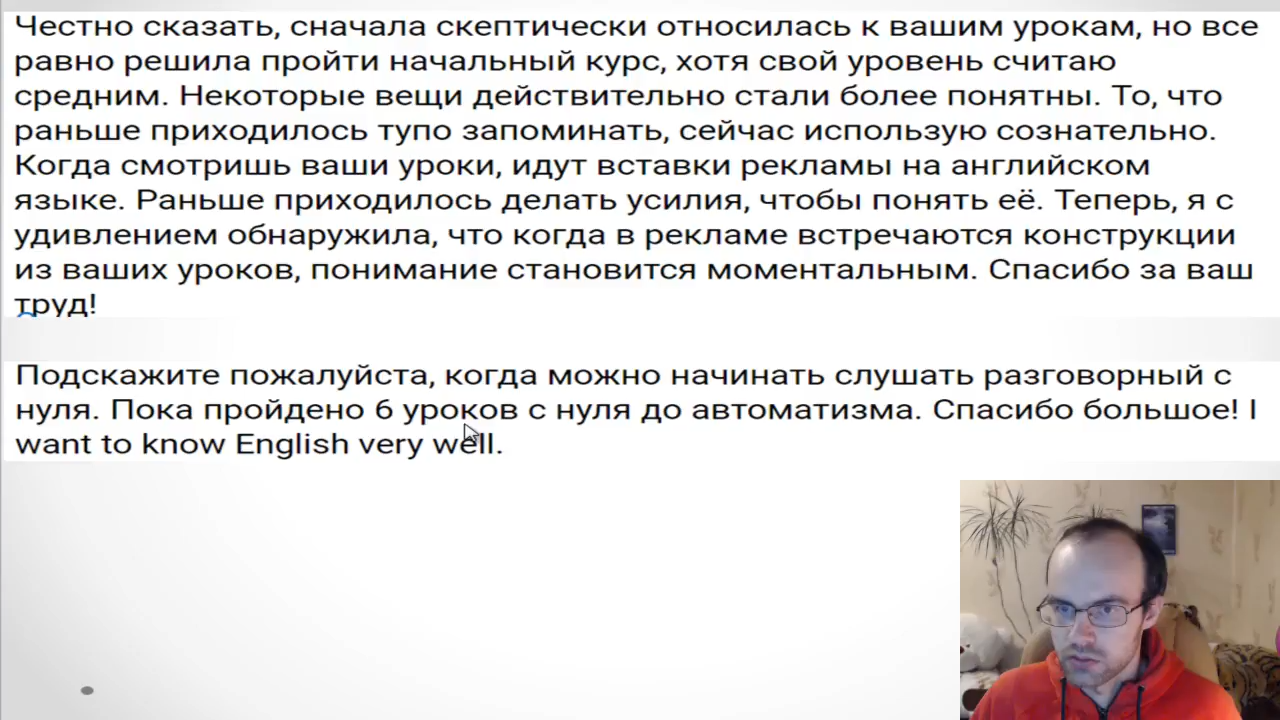 Честно сказать, сначала скептически относилась к вашим урокам, но все
равно решила пройти начальный курс, хотя свой уровень считаю
средним. Некоторые вещи действительно стали более понятны. То, что
раньше приходилось тупо запоминать, сейчас использую сознательно.
Когда смотришь ваши уроки, идут вставки рекламы на английском
языке. Раньше приходилось делать усилия, чтобы понять её. Теперь, я с
удивлением обнаружила, что когда в рекламе встречаются конструкции
из ваших уроков, понимание становится моментальным. Спасибо за ваш
труд!
Подскажите пожалуйста, когда можно начинать слушать разговорный с
нуля. Пока пройдено 6 уроков с нуля до автоматизма. Спасибо большое! I
want to know English very well.